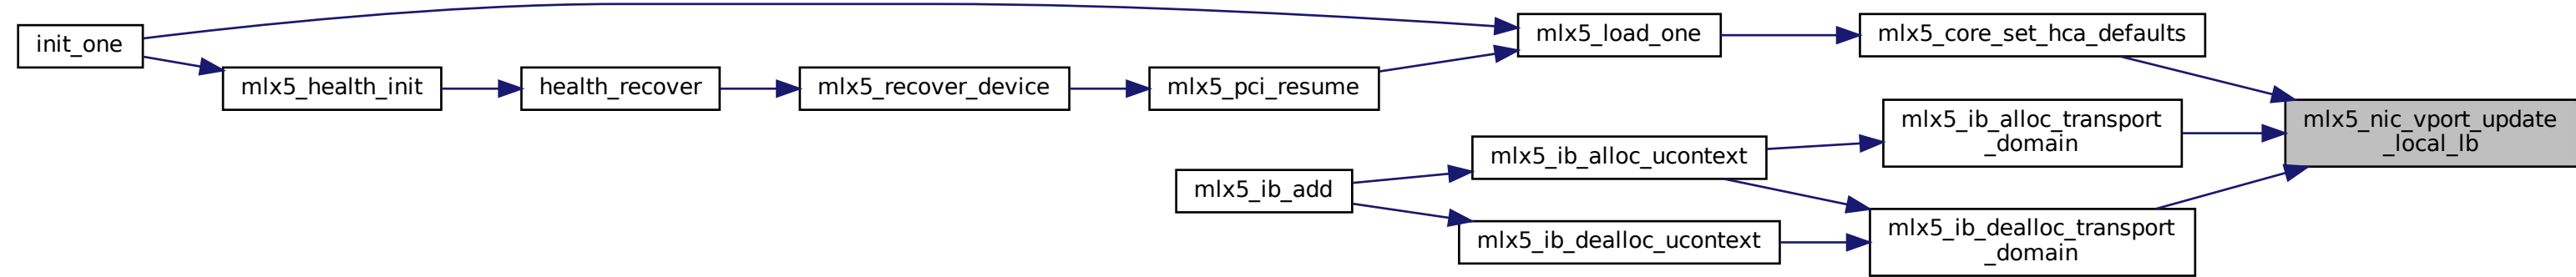 init_one
mlx5_health_init
health_recover
mlx5_recover_device
mlx5_pci_resume
mlx5_load_one
mlx5_core_set_hca_defaults
mlx5_ib_add
mlx5_ib_alloc_ucontext
mlx5_ib_dealloc_ucontext
mlx5_ib_alloc_transport
_domain
mlx5_ib_dealloc_transport
_domain
mlx5_nic_vport_update
_local_lb